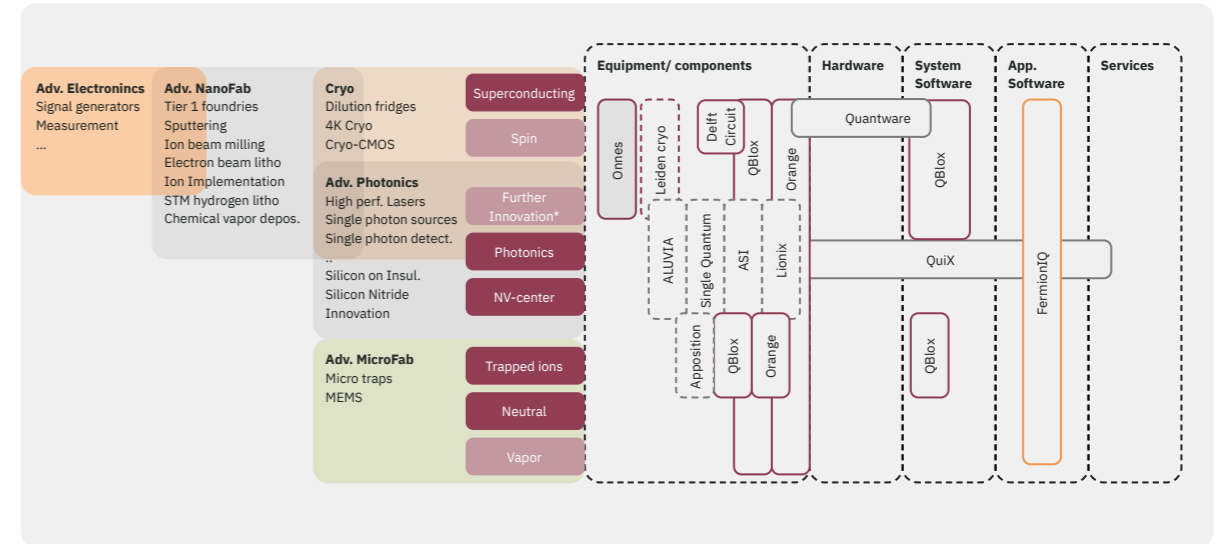 Adv. Electronincs
Signal generators
Measurement
...
Adv. NanoFab
Tier 1 foundries
Sputtering
Ion beam milling
Electron beam litho
Ion Implementation
STM hydrogen litho
Chemical vapor depos.
Cryo
Dilution fridges
4K Cryo
Cryo-CMOS
Adv. Photonics
High perf. Lasers
Single photon sources
Single photon detect.
..
Silicon on Insul.
Silicon Nitride
Innovation
Adv. MicroFab
Micro traps
MEMS
Superconducting
Spin
Further
Innovation*
Photonics
NV-center
Trapped ions
Neutral
Vapor
Equipment/ components
Hardware
System
Software
App.
Software
Services
Onnes
Leiden cryo
Delft
Circuit
QBlox
Orange
Quantware
QBlox
ALUVIA
Single Quantum
ASI
Lionix
QuiX
FermionIQ
Apposition
QBlox
Orange
QBlox